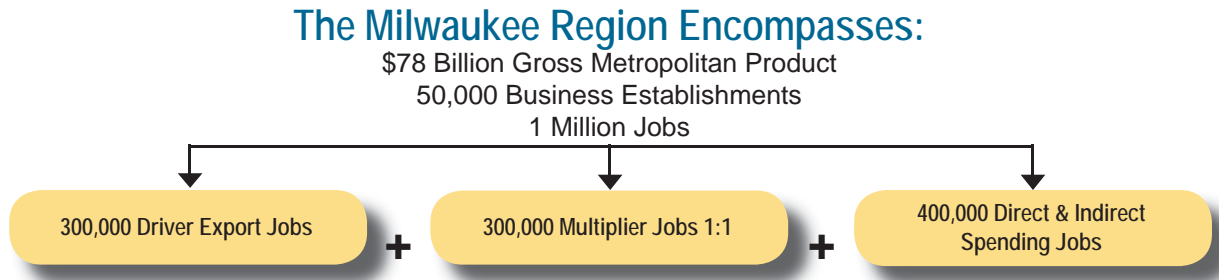 The Milwaukee Region Encompasses:
$78 Billion Gross Metropolitan Product
50,000 Business Establishments
1 Million Jobs
300,000 Driver Export Jobs
+
300,000 Multiplier Jobs 1:1
+
400,000 Direct & Indirect
Spending Jobs